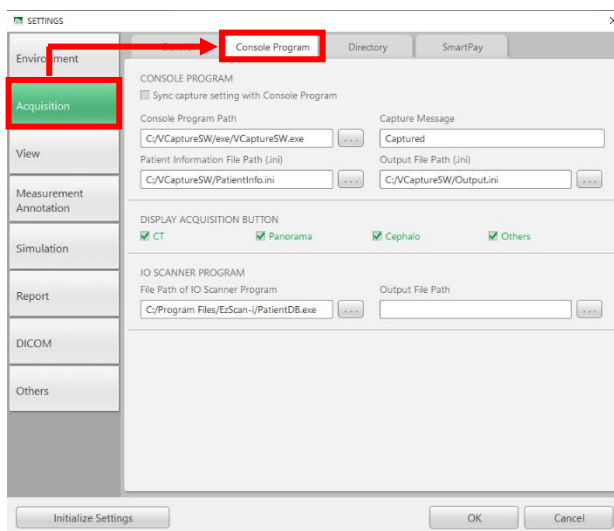 SETTINGS
Environment
Console Program
Directory
SmartPay
Acquisition
View
Measurement
Annotation
Simulation
Report
DICOM
Others
CONSOLE PROGRAM
Sync capture setting with Console Program
Console Program Path
Capture Message
C:/VCaptureSW/exe/VCaptureSW.exe
...
Captured
Patient Information File Path (.ini)
Output File Path (.ini)
C:/VCaptureSW/PatientInfo.ini
...
C:/VCaptureSW/Output.ini
...
DISPLAY ACQUISITION BUTTON
CT
Panorama
Cephalo
Others
IO SCANNER PROGRAM
File Path of IO Scanner Program
Output File Path
C:/Program Files/EzScan-i/PatientDB.exe
...
...
Initialize Settings
OK
Cancel